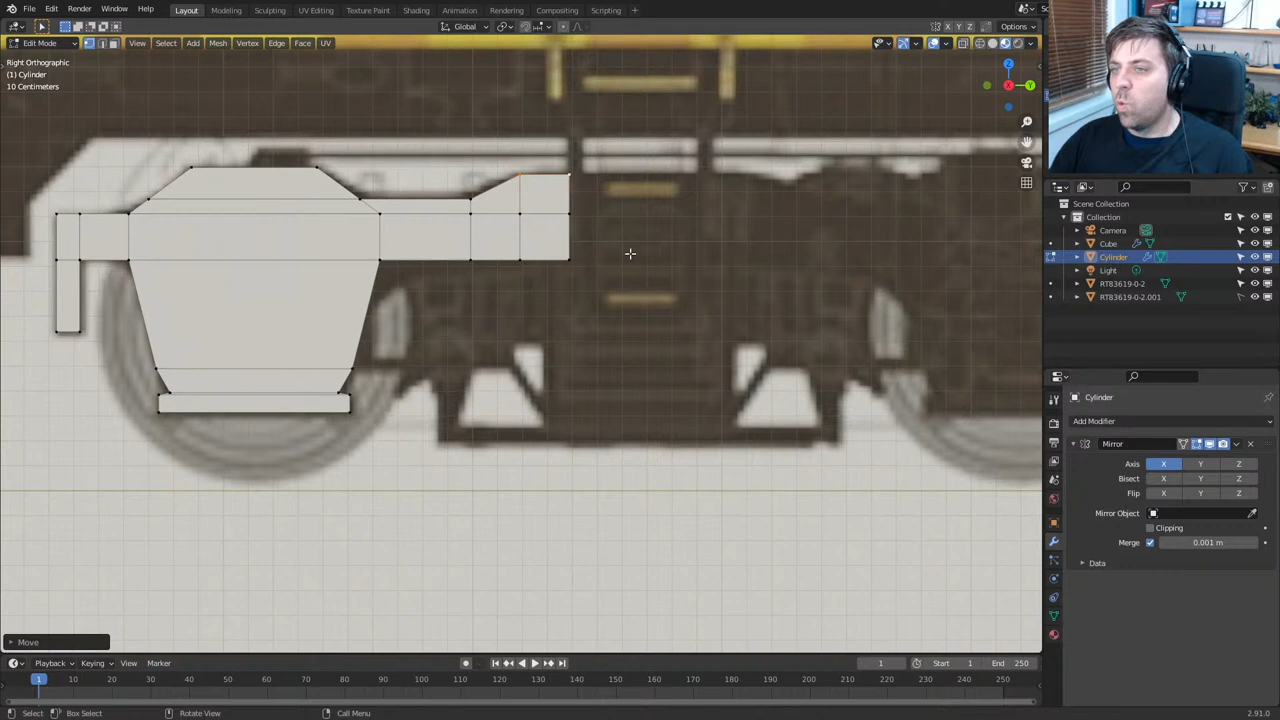 File Edit Render Window Help Layout Modeling Sculpting UV Editing Texture Paint Shading Animation Rendering Compositing Scripting
Global Options
Edit Mode View Select Add Mesh Vertex Edge Face UV X Y Z
Right Orthographic
(1) Cylinder
10 Centimeters
Z
Y
X
Scene Collection
Collection
Camera
Cube
Cylinder
Light
RT83619-0-2
RT83619-0-2.001
Cylinder
Add Modifier
Mirror
Axis X Y Z
Bisect X Y Z
Flip X Y Z
Mirror Object
Clipping
Merge 0.001 m
Data
Move
Playback Keying View Marker 1 Start 1 End 250
1 10 20 30 40 50 60 70 80 90 100 110 120 130 140 150 160 170 180 190 200 210 220 230 240 250
Select Box Select Rotate View Call Menu 2.91.0